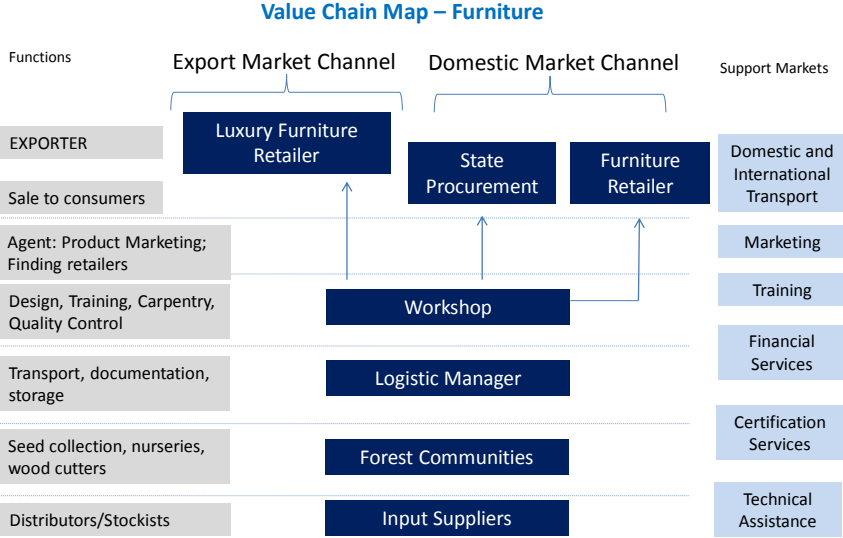 Value Chain Map – Furniture
Functions
Export Market Channel
Domestic Market Channel
Support Markets
EXPORTER
Luxury Furniture
Retailer
State
Procurement
Furniture
Retailer
Domestic and
International
Transport
Sale to consumers
Agent: Product Marketing;
Finding retailers
Marketing
Design, Training, Carpentry,
Quality Control
Workshop
Training
Financial
Services
Transport, documentation,
storage
Logistic Manager
Certification
Services
Seed collection, nurseries,
wood cutters
Forest Communities
Distributors/Stockists
Input Suppliers
Technical
Assistance